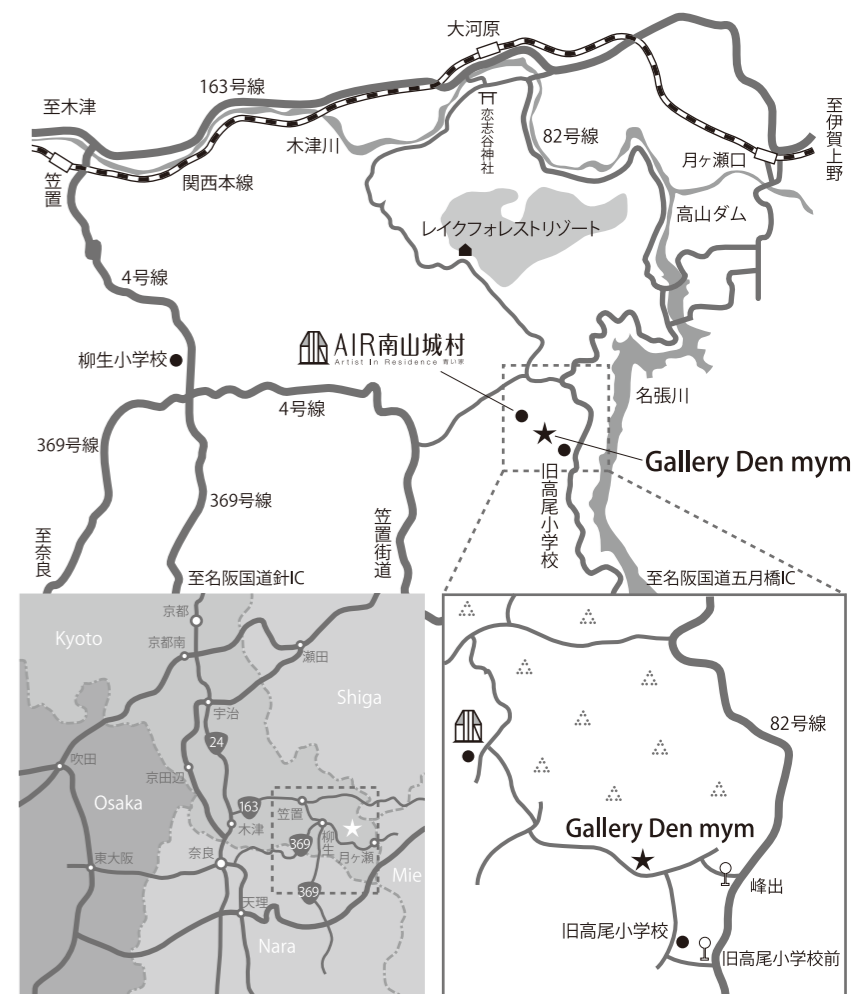 大河原
163号線
至木津
恋志谷神社
82号線
至伊賀上野
木津川
月ヶ瀬口
笠置
関西本線
高山ダム
レイクフォレストリゾート
4号線
AIR南山城村
Artist In Residence 青い家
柳生小学校
名張川
4号線
369号線
Gallery Den mym
旧高尾小学校
369号線
笠置街道
至奈良
至名阪国道針IC
至名阪国道五月橋IC
京都
Kyoto
京都南
瀬田
Shiga
宇治
24
吹田
京田辺
Osaka
163
笠置
木津
柳生
369
奈良
月ヶ瀬
東大阪
Mie
369
天理
Nara
82号線
AIR
Gallery Den mym
峰出
旧高尾小学校
旧高尾小学校前